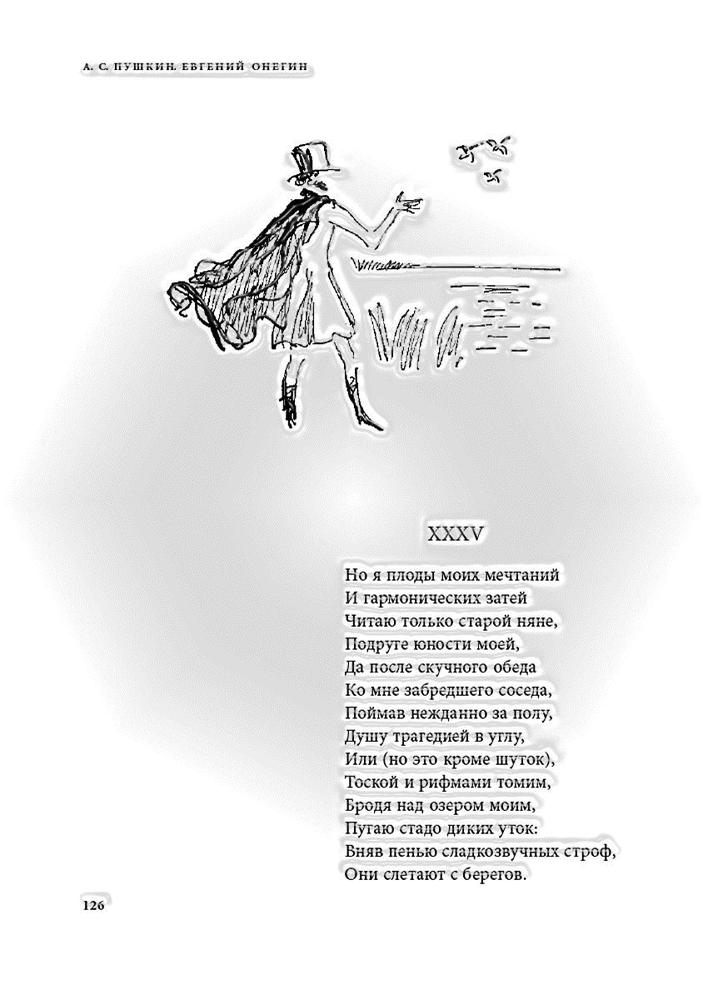 А. С. ПУШКИН. ЕВГЕНИЙ ОНЕГИН
XXXV
Но я плоды моих мечтаний
И гармонических затей
Читаю только старой няне,
Подруге юности моей,
Да после скучного обеда
Ко мне забредшего соседа,
Поймав нежданно за полу,
Душу трагедией в углу,
Или (но это кроме шуток),
Тоской и рифмами томим,
Бродя над озером моим,
Пугаю стадо диких уток:
Вняв пенью сладкозвучных строф,
Они слетают с берегов.
126